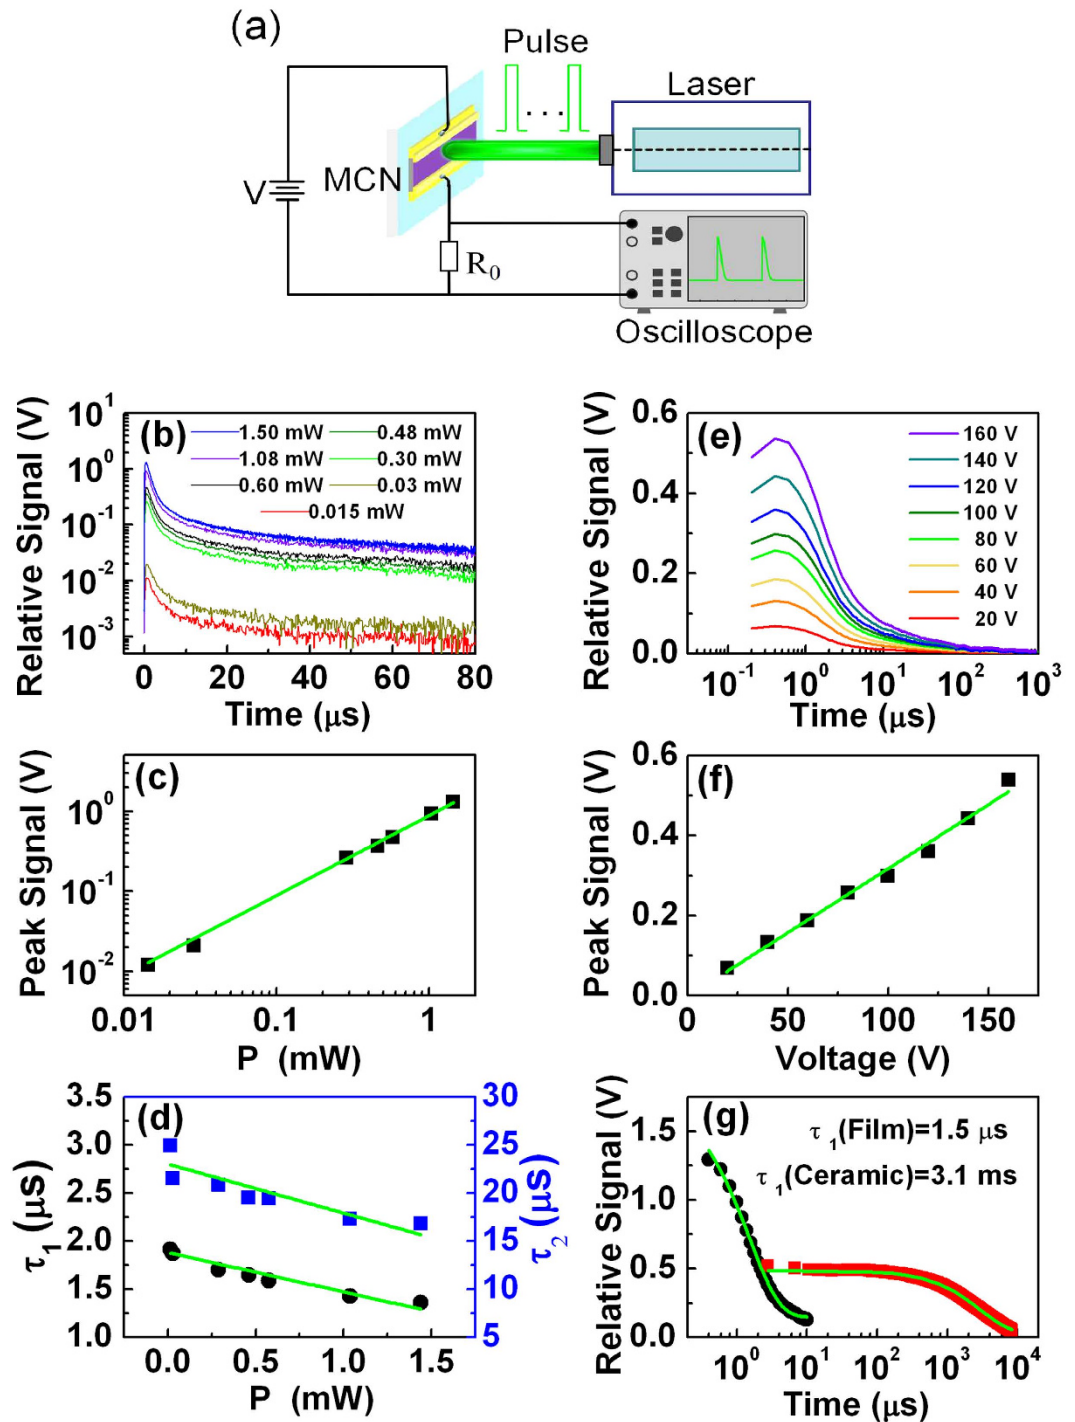 (a)
Pulse
Laser
MCN
V
R0
Oscilloscope
(b)
Relative Signal (V)
10^1
10^0
10^-1
10^-2
10^-3
1.50 mW
0.48 mW
1.08 mW
0.30 mW
0.60 mW
0.03 mW
0.015 mW
0 20 40 60 80
Time (μs)
(e)
Relative Signal (V)
0.6
0.4
0.2
0.0
160 V
140 V
120 V
100 V
80 V
60 V
40 V
20 V
10^-1 10^0 10^1 10^2 10^3
Time (μs)
(c)
Peak Signal (V)
10^0
10^-1
10^-2
0.01 0.1 1
P (mW)
(f)
Peak Signal (V)
0.6
0.4
0.2
0.0
0 50 100 150
Voltage (V)
(d)
τ1 (μs)
3.5
3.0
2.5
2.0
1.5
1.0
τ2 (μs)
30
25
20
15
10
5
0.0 0.5 1.0 1.5
P (mW)
(g)
Relative Signal (V)
1.5
1.0
0.5
0.0
τ1(Film)=1.5 μs
τ1(Ceramic)=3.1 ms
10^0 10^1 10^2 10^3 10^4
Time (μs)